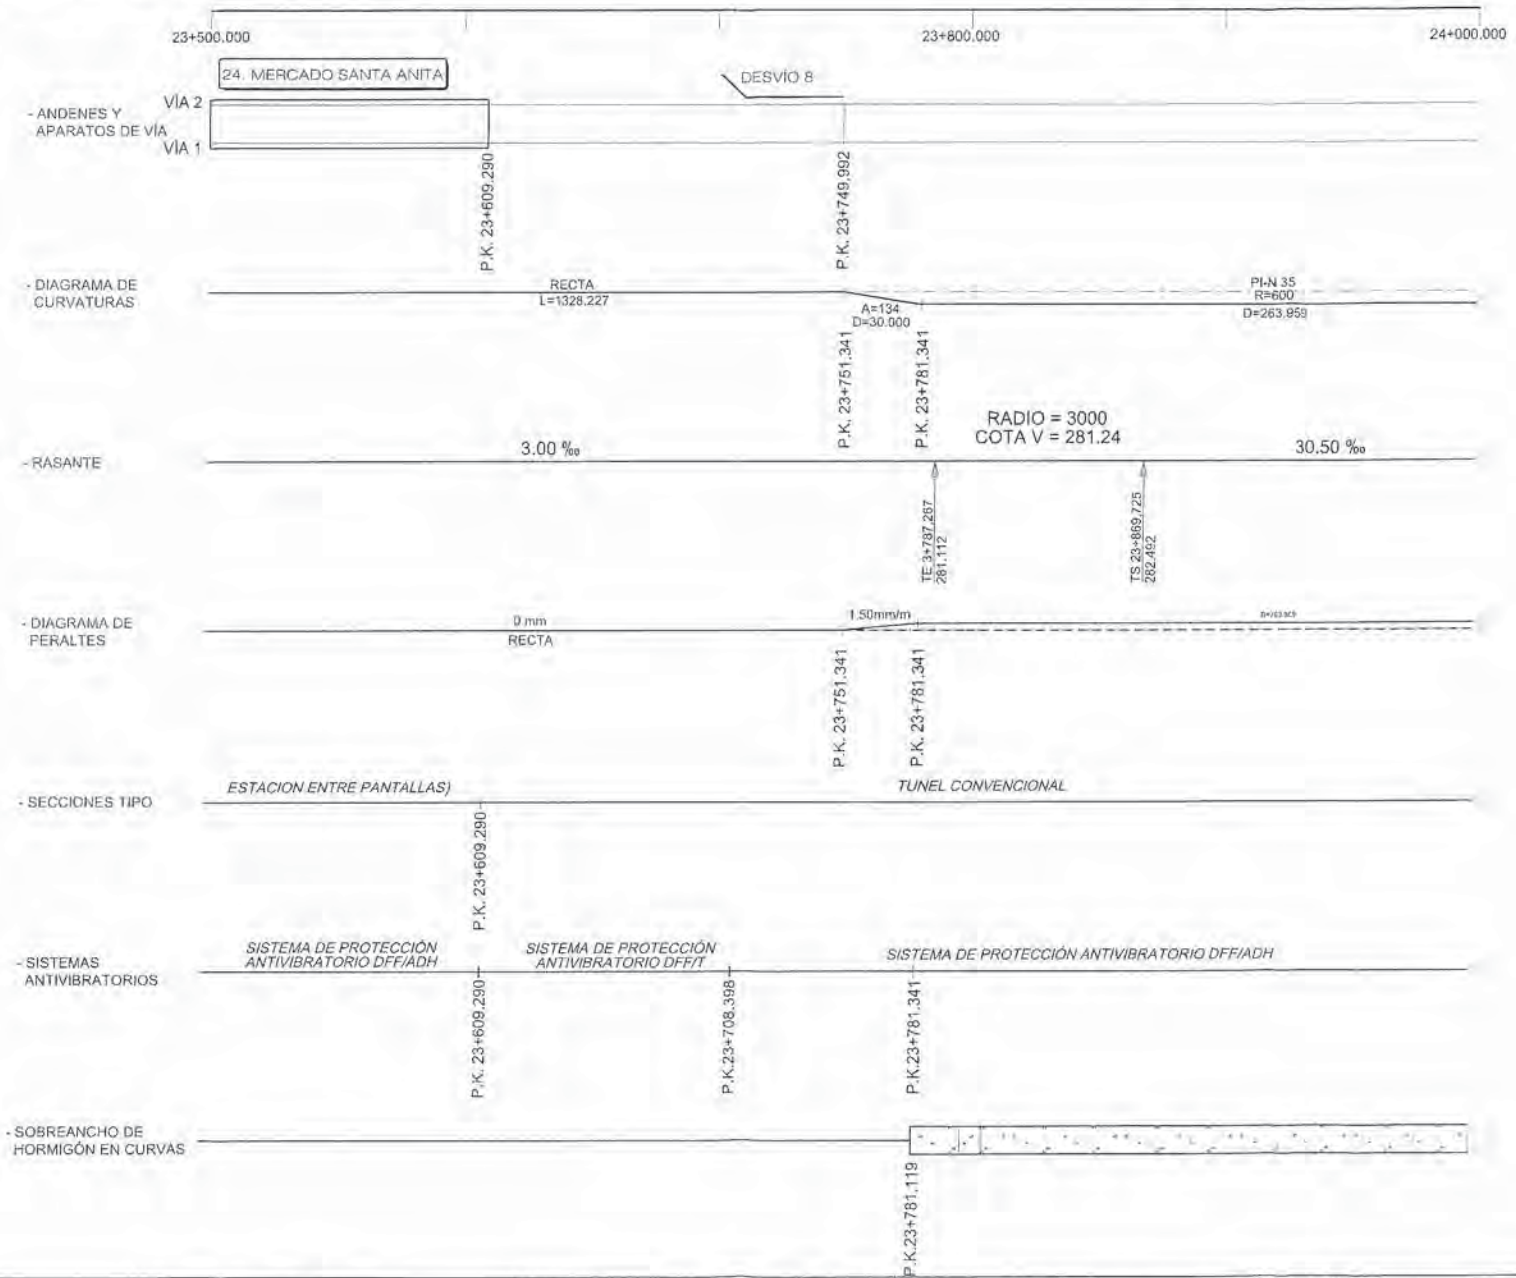 23+500.000
23+800.000
24+000.000
24. MERCADO SANTA ANITA
DESVÍO 8
- ANDENES Y
APARATOS DE VÍA
VÍA 2
VÍA 1
P.K. 23+609.290
P.K. 23+749,992
- DIAGRAMA DE
CURVATURAS
RECTA
L=1328.227
A=134
D=30.000
PI-N 35
R=600
D=263.959
P.K. 23+751.341
P.K. 23+781.341
- RASANTE
3.00 ‰
RADIO = 3000
COTA V = 281.24
30.50 ‰
TE 3+787.267
281.112
TS 23+869.725
282.492
- DIAGRAMA DE
PERALTES
0 mm
RECTA
1.50mm/m
D=263.959
P.K. 23+751.341
P.K. 23+781.341
- SECCIONES TIPO
ESTACION ENTRE PANTALLAS)
TUNEL CONVENCIONAL
P.K. 23+609.290
- SISTEMAS
ANTIVIBRATORIOS
SISTEMA DE PROTECCIÓN
ANTIVIBRATORIO DFF/ADH
SISTEMA DE PROTECCIÓN
ANTIVIBRATORIO DFF/T
SISTEMA DE PROTECCIÓN ANTIVIBRATORIO DFF/ADH
P.K. 23+609.290
P.K.23+708.398
P.K.23+781.341
- SOBREANCHO DE
HORMIGÓN EN CURVAS
P.K.23+781.119